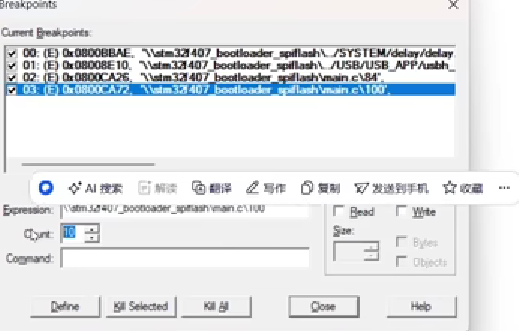 Breakpoints
Current Breakpoints:
00: (E) 0x08008BAE, "\\stm32f407_bootloader_spiflash\../SYSTEM/delay/delay.
01: (E) 0x08008E10, "\\stm32f407_bootloader_spiflash\../USB/USB_APP/usbh_
02: (E) 0x0800CA26, "\\stm32f407_bootloader_spiflash\main.c\84",
03: (E) 0x0800CA72, "\\stm32f407_bootloader_spiflash\main.c\100",
AI 搜索 解读 翻译 写作 复制 发送到手机 收藏 ···
Expression: \\stm32f407_bootloader_spiflash\main.c\100
Read Write
Count: 10
Size:
Bytes
Command:
Objects
Define Kill Selected Kill All Close Help